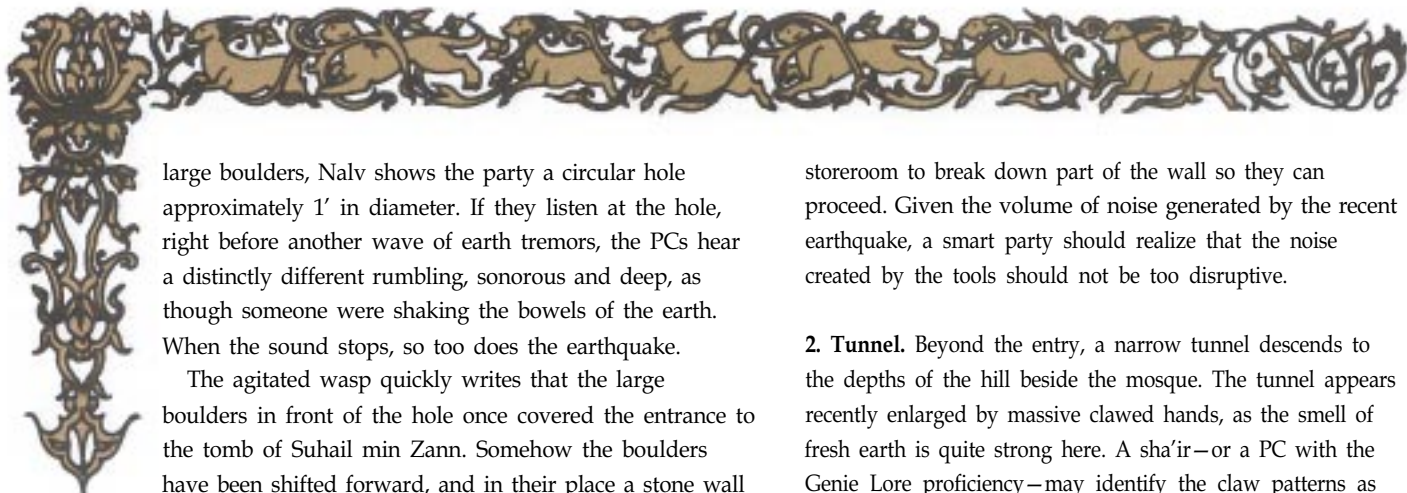 large boulders, Nalv shows the party a circular hole
approximately 1′ in diameter. If they listen at the hole,
right before another wave of earth tremors, the PCs hear
a distinctly different rumbling, sonorous and deep, as
though someone were shaking the bowels of the earth.
When the sound stops, so too does the earthquake.
The agitated wasp quickly writes that the large
boulders in front of the hole once covered the entrance to
the tomb of Suhail min Zann. Somehow the boulders
have been shifted forward, and in their place a stone wall
storeroom to break down part of the wall so they can
proceed. Given the volume of noise generated by the recent
earthquake, a smart party should realize that the noise
created by the tools should not be too disruptive.
2. Tunnel. Beyond the entry, a narrow tunnel descends to
the depths of the hill beside the mosque. The tunnel appears
recently enlarged by massive clawed hands, as the smell of
fresh earth is quite strong here. A sha’ir—or a PC with the
Genie Lore proficiency—may identify the claw patterns as